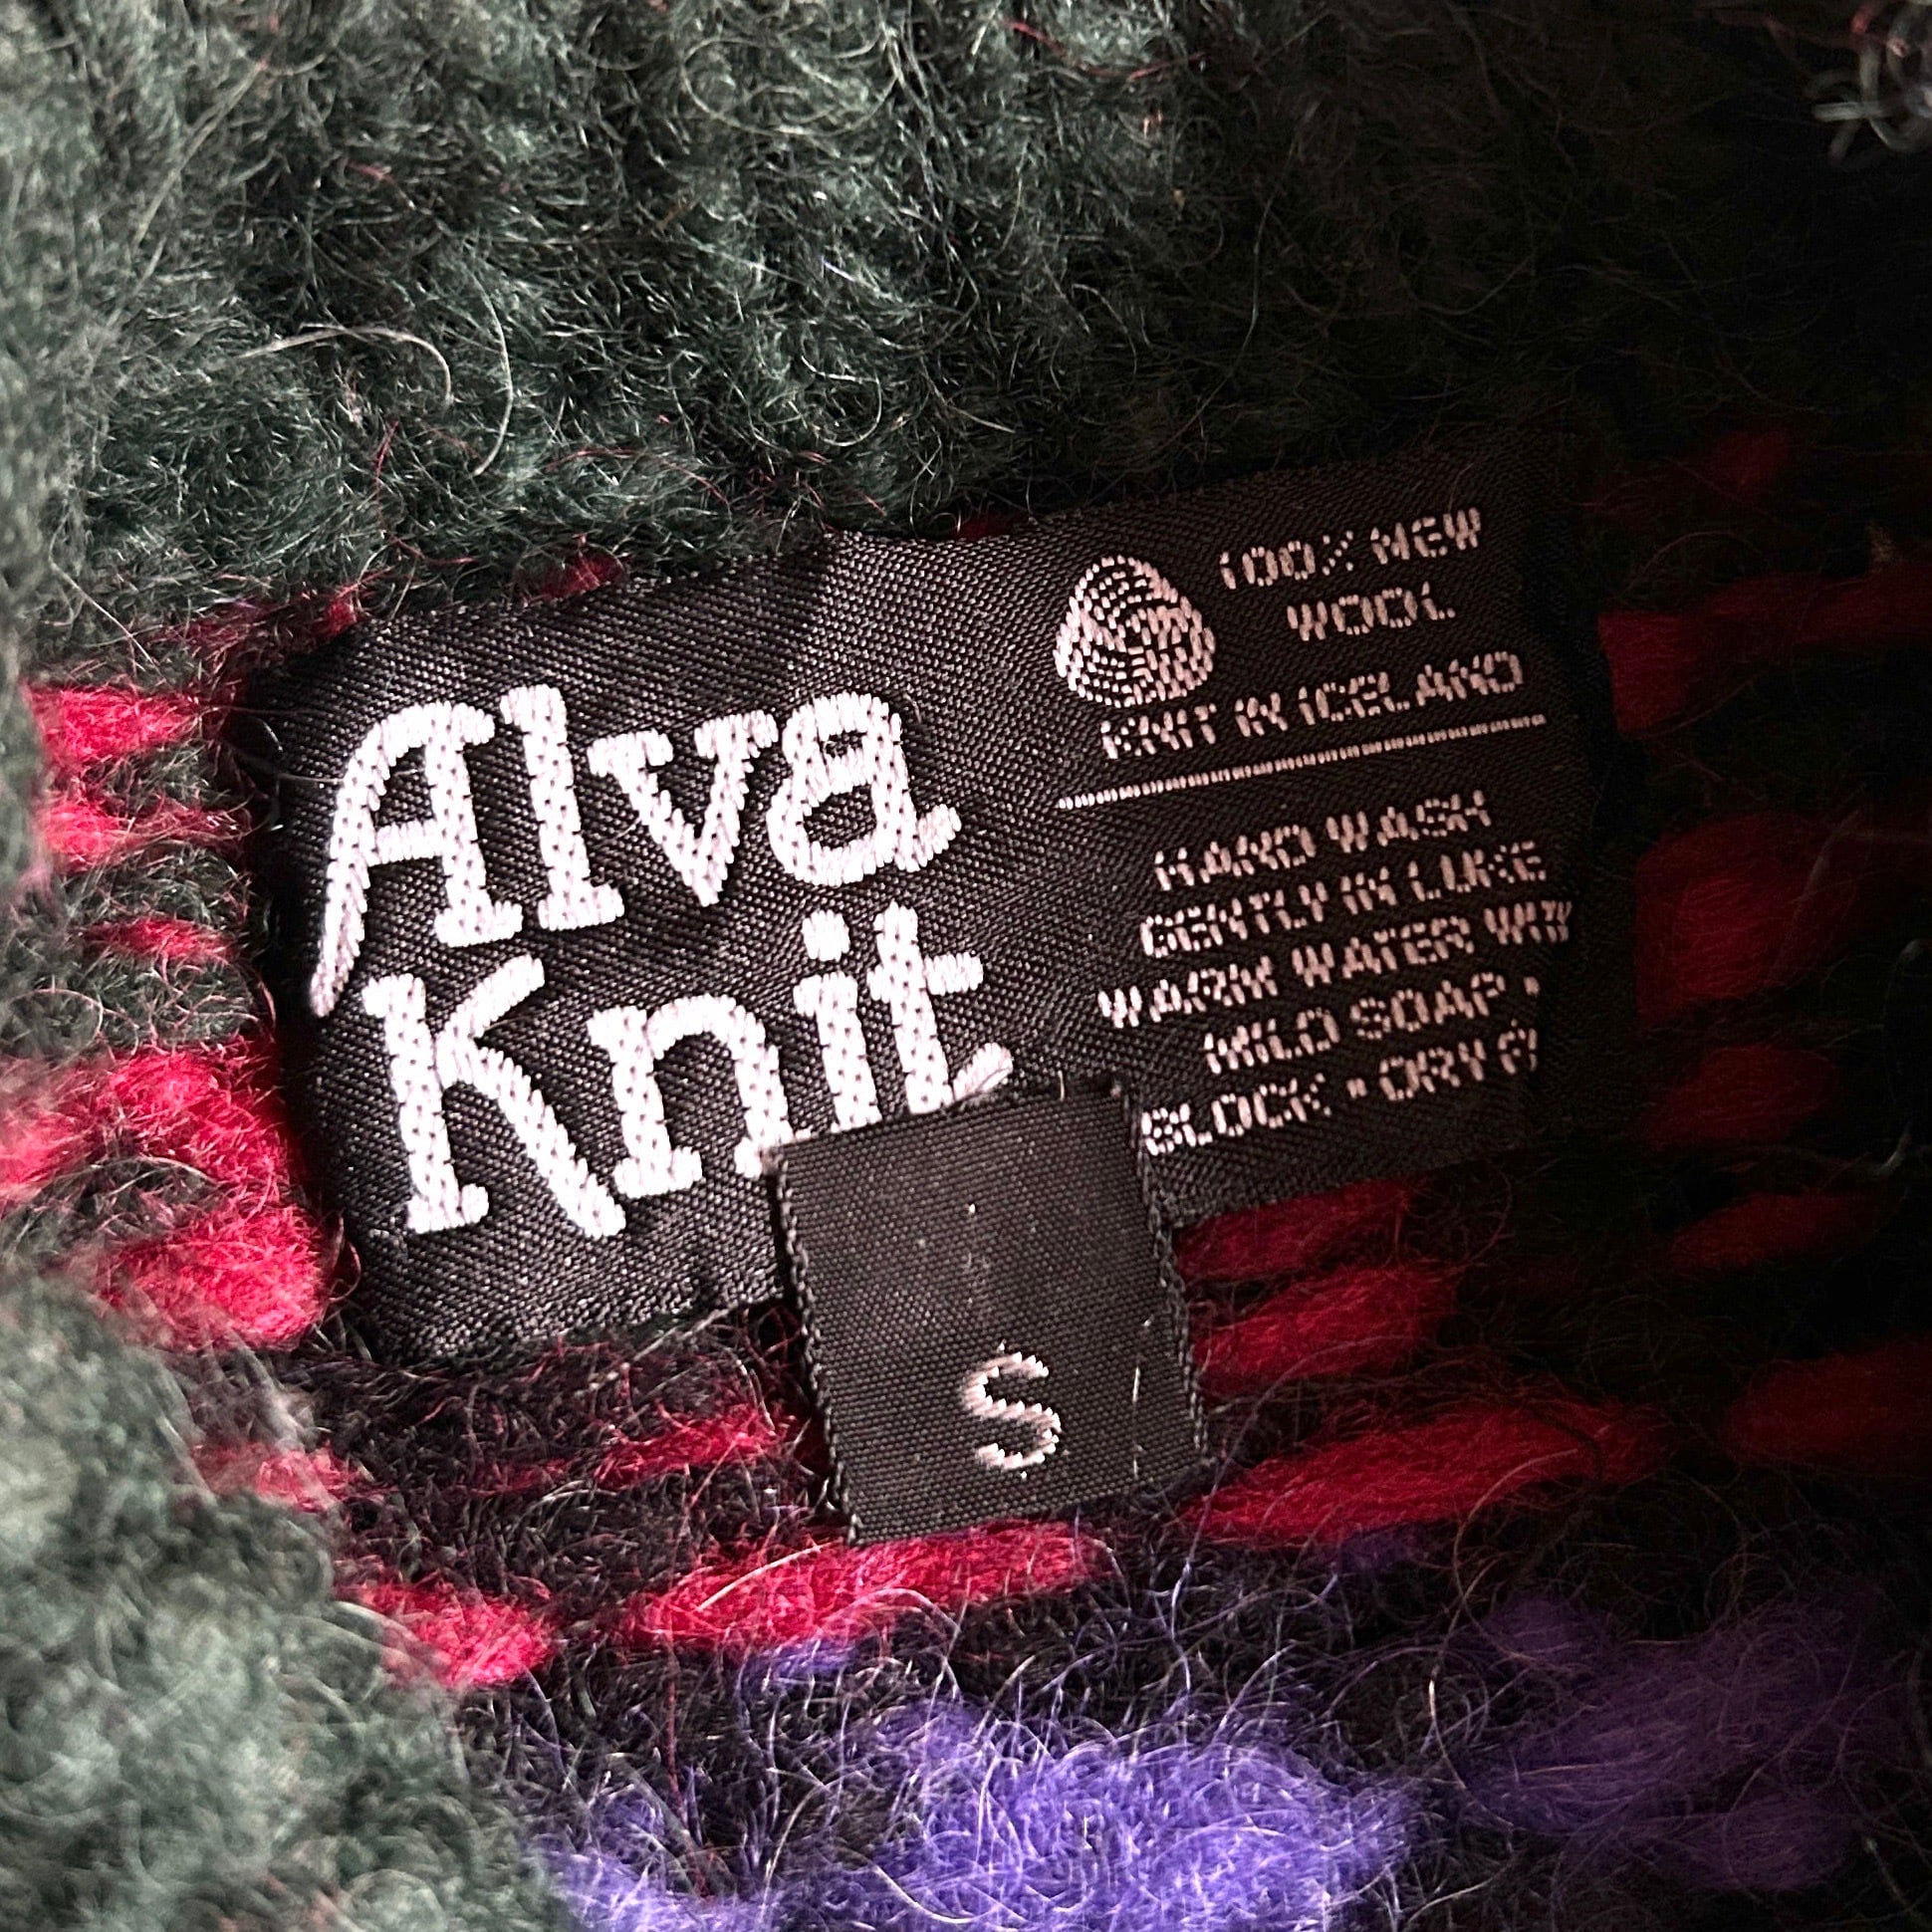 Alva
Knit
100% NEW
WOOL
KNIT IN ICELAND
HAND WASH
GENTLY IN LUKE
WARM WATER
MILD SOAP •
BLOCK • DRY
S